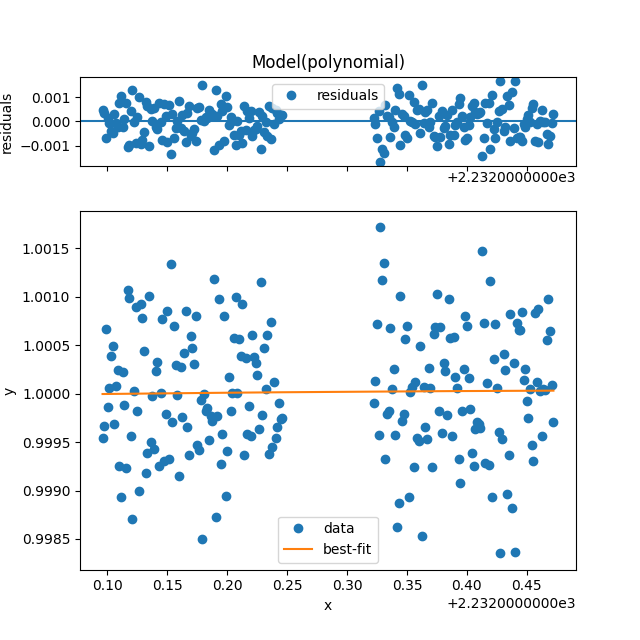 Model(polynomial)
residuals
0.001
0.000
−0.001
residuals
+2.2320000000e3
y
1.0015
1.0010
1.0005
1.0000
0.9995
0.9990
0.9985
data
best-fit
0.10 0.15 0.20 0.25 0.30 0.35 0.40 0.45
x
+2.2320000000e3